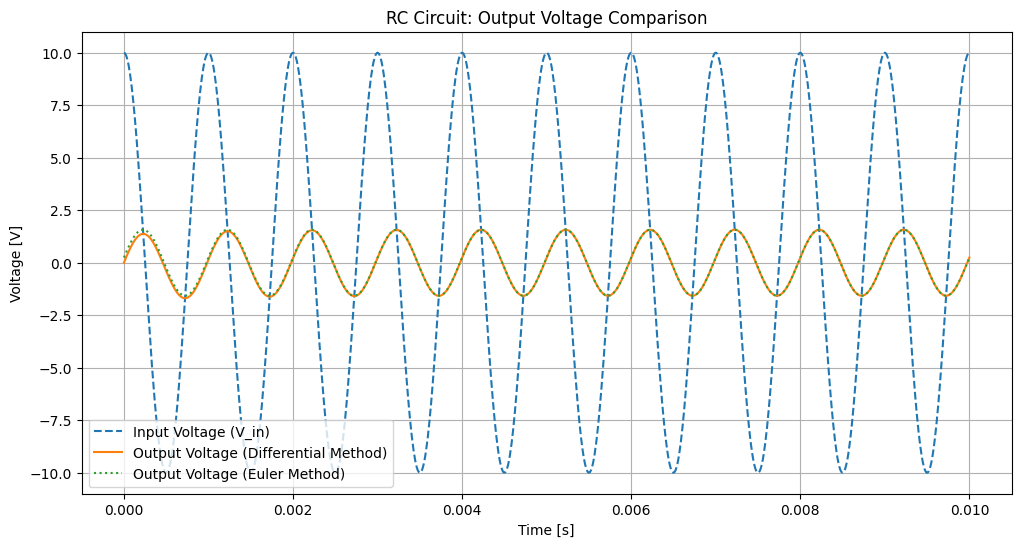 RC Circuit: Output Voltage Comparison
Voltage [V]
10.0
7.5
5.0
2.5
0.0
−2.5
−5.0
−7.5
−10.0
Input Voltage (V_in)
Output Voltage (Differential Method)
Output Voltage (Euler Method)
0.000
0.002
0.004
0.006
0.008
0.010
Time [s]